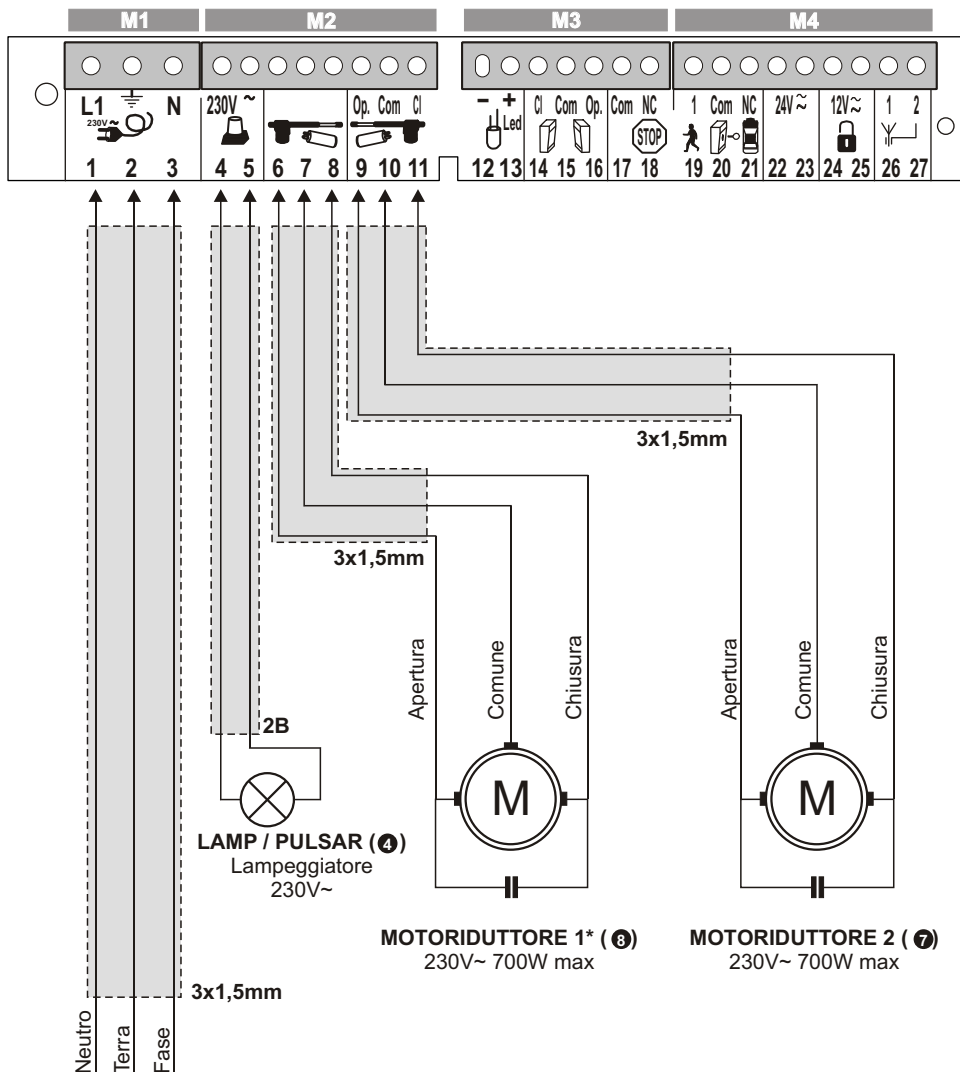 M1 M2 M3 M4
L1 N 230V ~ Op. Com Cl - + Cl Com Op. Com NC 1 Com NC 24V ~ 12V ~ 1 2
230V ~ Led STOP
1 2 3 4 5 6 7 8 9 10 11 12 13 14 15 16 17 18 19 20 21 22 23 24 25 26 27
3x1,5mm
3x1,5mm
Apertura
Comune
Chiusura
Apertura
Comune
Chiusura
2B
M
M
LAMP / PULSAR (4)
Lampeggiatore
230V~
MOTORIDUTTORE 1* ( 8)
230V~ 700W max
MOTORIDUTTORE 2 ( 7)
230V~ 700W max
3x1,5mm
Neutro
Terra
Fase